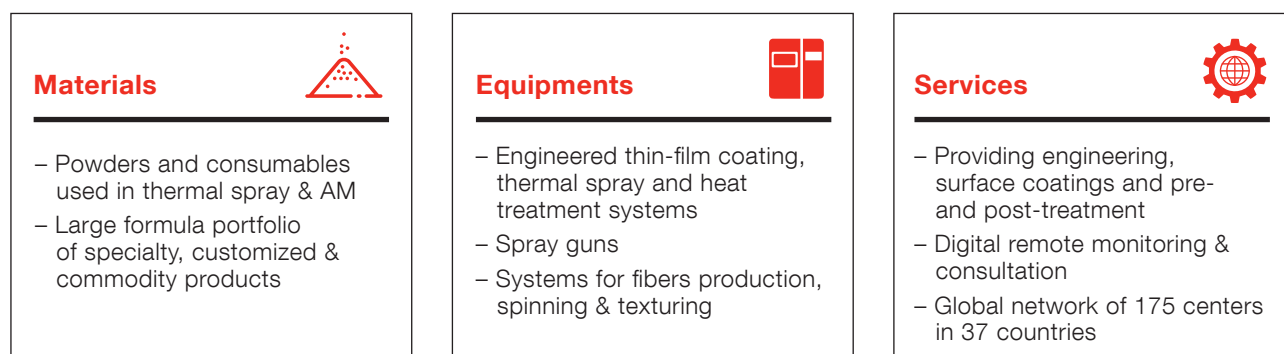 Materials
– Powders and consumables
used in thermal spray & AM
– Large formula portfolio
of specialty, customized &
commodity products
Equipments
– Engineered thin-film coating,
thermal spray and heat
treatment systems
– Spray guns
– Systems for fibers production,
spinning & texturing
Services
– Providing engineering,
surface coatings and pre-
and post-treatment
– Digital remote monitoring &
consultation
– Global network of 175 centers
in 37 countries